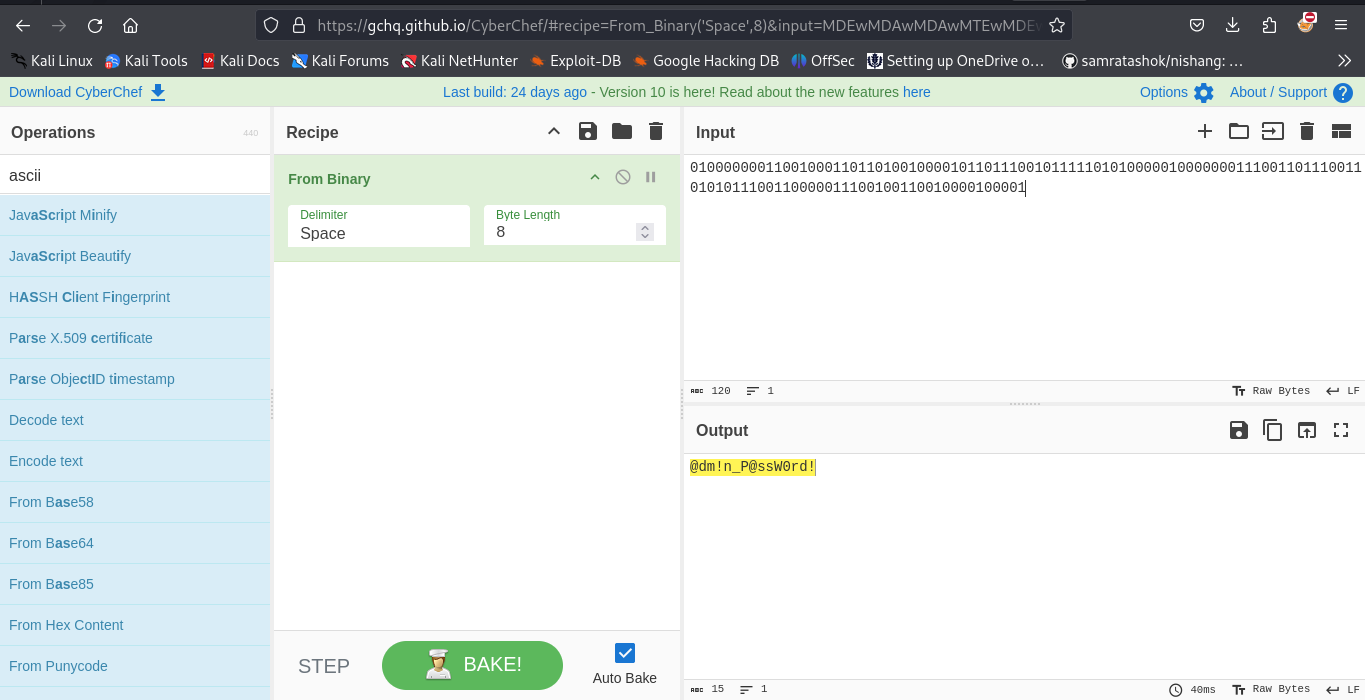 https://gchq.github.io/CyberChef/#recipe=From_Binary('Space',8)&input=MDEwMDAwMDAwMTEwMDE
Kali Linux Kali Tools Kali Docs Kali Forums Kali NetHunter Exploit-DB Google Hacking DB OffSec Setting up OneDrive o… samratashok/nishang: …
Download CyberChef Last build: 24 days ago - Version 10 is here! Read about the new features here Options About / Support
Operations 440
ascii
JavaScript Minify
JavaScript Beautify
HASSH Client Fingerprint
Parse X.509 certificate
Parse ObjectID timestamp
Decode text
Encode text
From Base58
From Base64
From Base85
From Hex Content
From Punycode
Recipe
From Binary
Delimiter
Space
Byte Length
8
STEP
BAKE!
Auto Bake
Input
01000000011001000110110100100001011011100101111101010000010000000111001101110011
0101011100110000011100100110010000100001
120 1 Raw Bytes LF
Output
@dm!n_P@ssW0rd!
15 1 40ms Raw Bytes LF